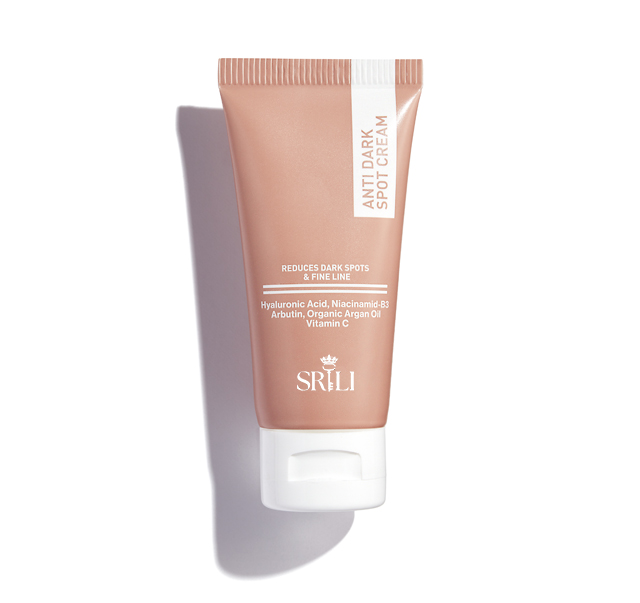 ANTI DARK
SPOT CREAM
REDUCES DARK SPOTS
& FINE LINE
Hyaluronic Acid, Niacinamid-B3
Arbutin, Organic Argan Oil
Vitamin C
SRILI